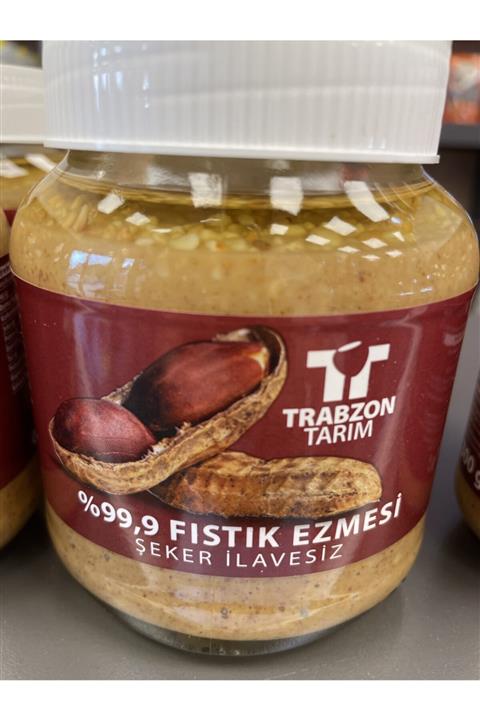 TRABZON
TARIM
%99,9 FISTIK EZMESİ
ŞEKER İLAVESİZ